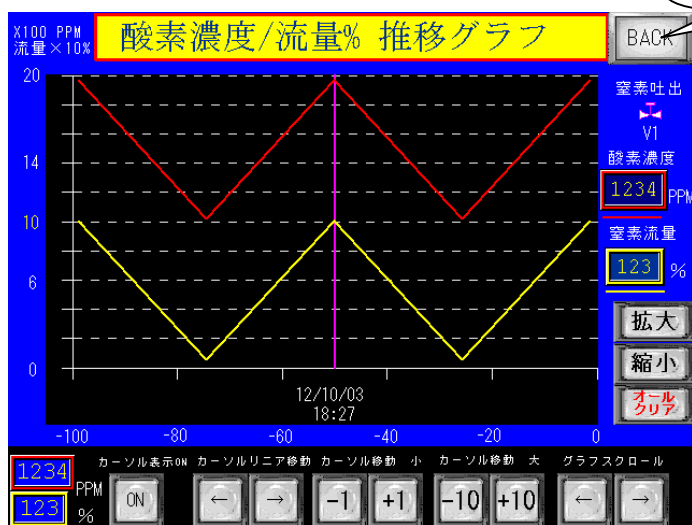 X100 PPM
流量×10%
酸素濃度/流量% 推移グラフ
BACK
20
14
10
6
0
窒素吐出
V1
酸素濃度
1234 PPM
窒素流量
123 %
拡大
縮小
オール
クリア
12/10/03
18:27
-100 -80 -60 -40 -20 0
カーソル表示ON カーソルリニア移動 カーソル移動 小 カーソル移動 大 グラフスクロール
1234 PPM
123 %
ON ← → -1 +1 -10 +10 ← →